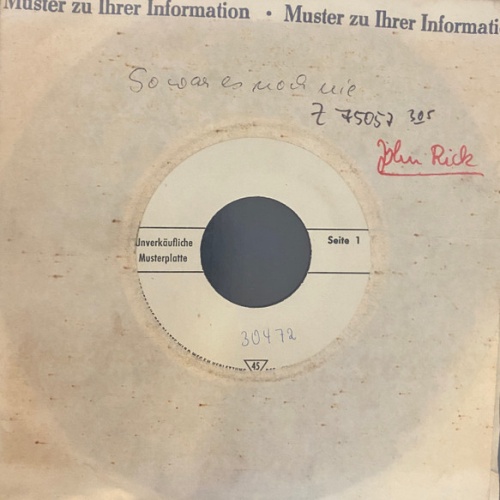 Muster zu Ihrer Information • Muster zu Ihrer Informati
So war es noch nie
Z 75057 305
John Rick
Unverkäufliche
Musterplatte
Seite 1
30472
45